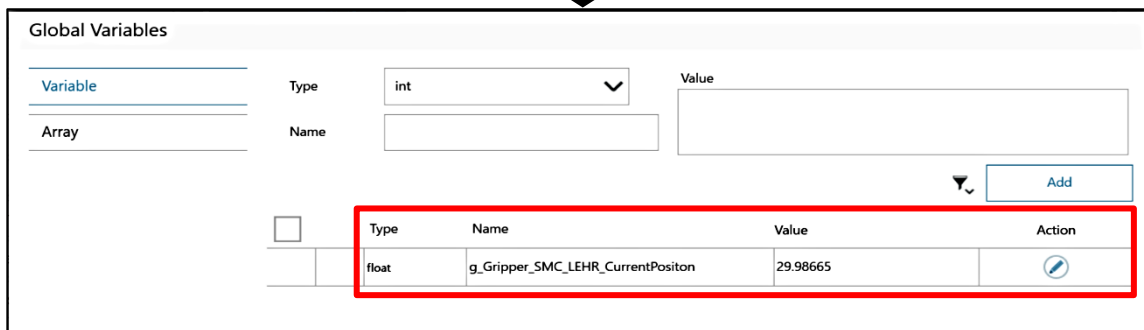 Global Variables
Variable
Array
Type int
Name
Value
Add
Type Name Value Action
float g_Gripper_SMC_LEHR_CurrentPositon 29.98665